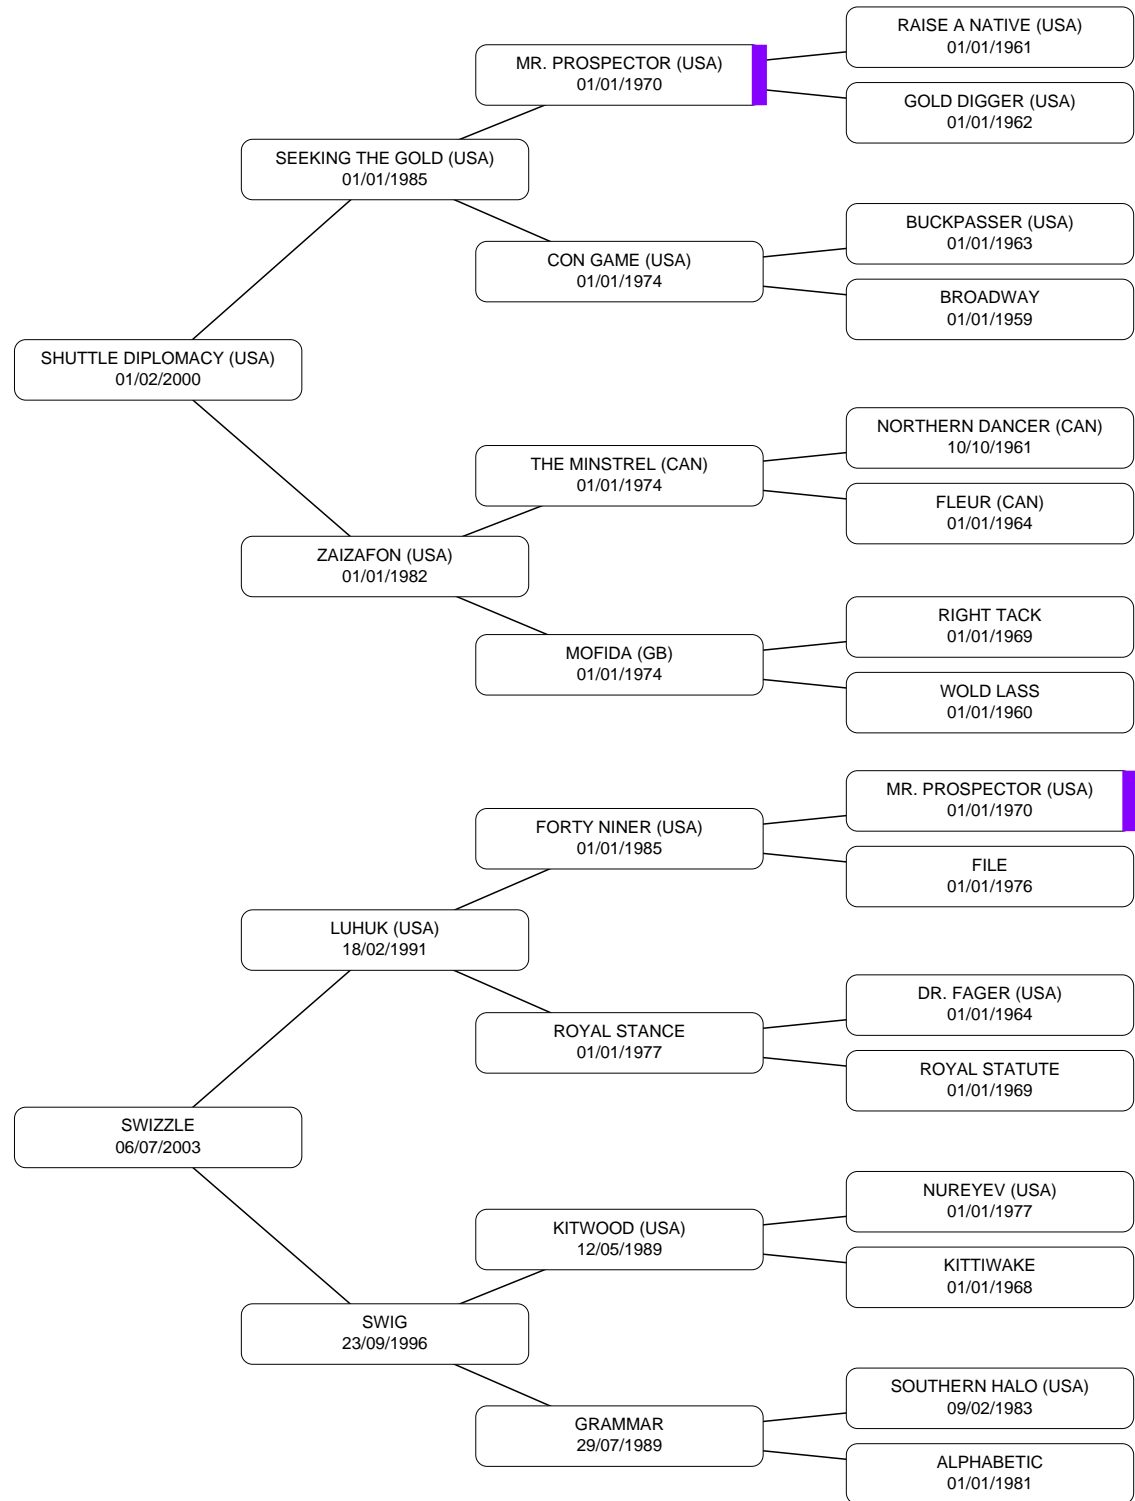 RAISE A NATIVE (USA)
01/01/1961
MR. PROSPECTOR (USA)
01/01/1970
GOLD DIGGER (USA)
01/01/1962
SEEKING THE GOLD (USA)
01/01/1985
BUCKPASSER (USA)
01/01/1963
CON GAME (USA)
01/01/1974
BROADWAY
01/01/1959
SHUTTLE DIPLOMACY (USA)
01/02/2000
NORTHERN DANCER (CAN)
10/10/1961
THE MINSTREL (CAN)
01/01/1974
FLEUR (CAN)
01/01/1964
ZAIZAFON (USA)
01/01/1982
RIGHT TACK
01/01/1969
MOFIDA (GB)
01/01/1974
WOLD LASS
01/01/1960
MR. PROSPECTOR (USA)
01/01/1970
FORTY NINER (USA)
01/01/1985
FILE
01/01/1976
LUHUK (USA)
18/02/1991
DR. FAGER (USA)
01/01/1964
ROYAL STANCE
01/01/1977
ROYAL STATUTE
01/01/1969
SWIZZLE
06/07/2003
NUREYEV (USA)
01/01/1977
KITWOOD (USA)
12/05/1989
KITTIWAKE
01/01/1968
SWIG
23/09/1996
SOUTHERN HALO (USA)
09/02/1983
GRAMMAR
29/07/1989
ALPHABETIC
01/01/1981